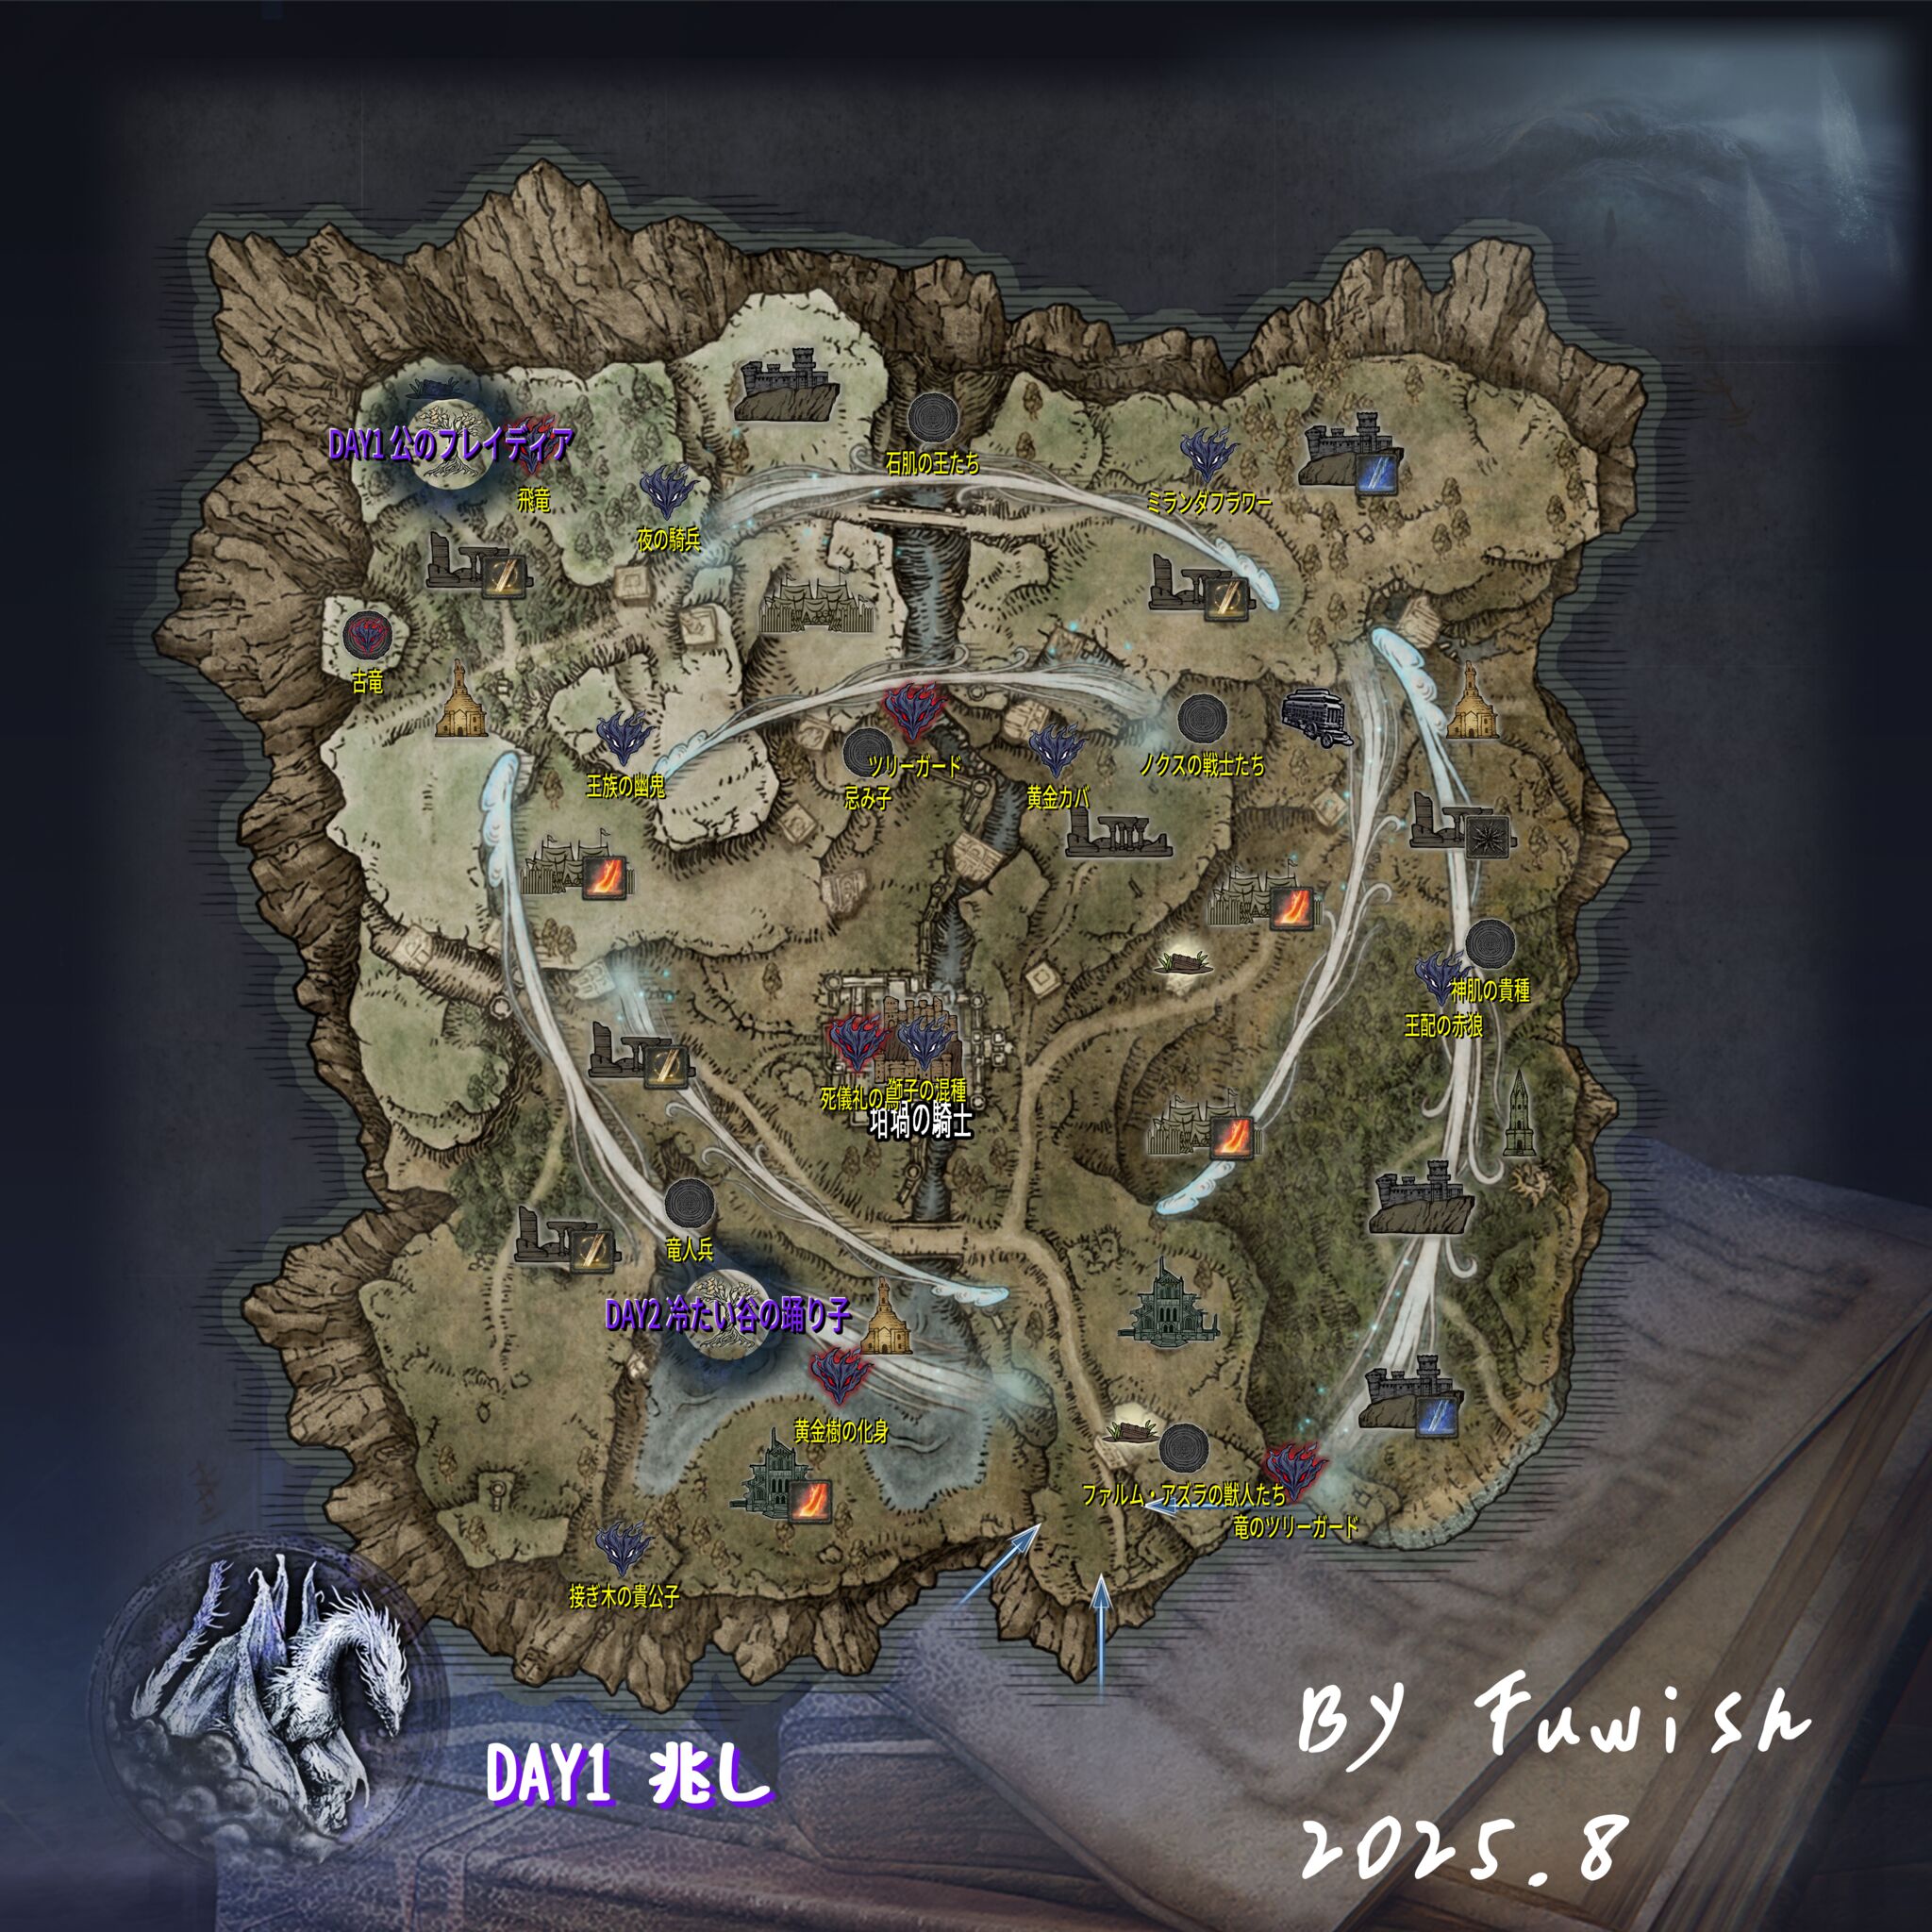 DAY1 公のフレイディア
飛竜
夜の騎兵
石肌の王たち
ミランダフラワー
古竜
王族の幽鬼
ツリーガード
忌み子
黄金カバ
ノクスの戦士たち
神肌の貴種
王配の赤狼
死儀礼の鳥
獅子の混種
坩堝の騎士
竜人兵
DAY2 冷たい谷の踊り子
黄金樹の化身
ファルム・アズラの獣人たち
竜のツリーガード
接ぎ木の貴公子
DAY1 兆し
BY Fuwish
2025.8